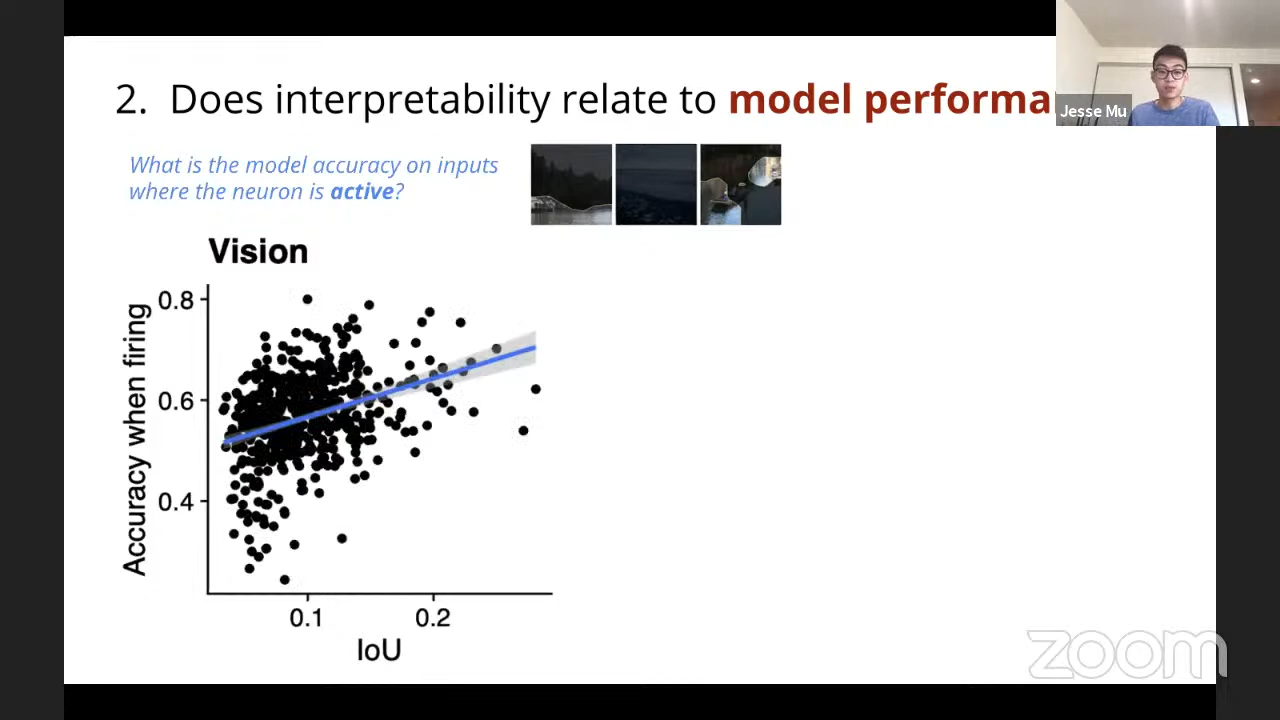 2. Does interpretability relate to model performa
Jesse Mu
What is the model accuracy on inputs
where the neuron is active?
Vision
Accuracy when firing
0.8
0.6
0.4
0.1
0.2
IoU
zoom